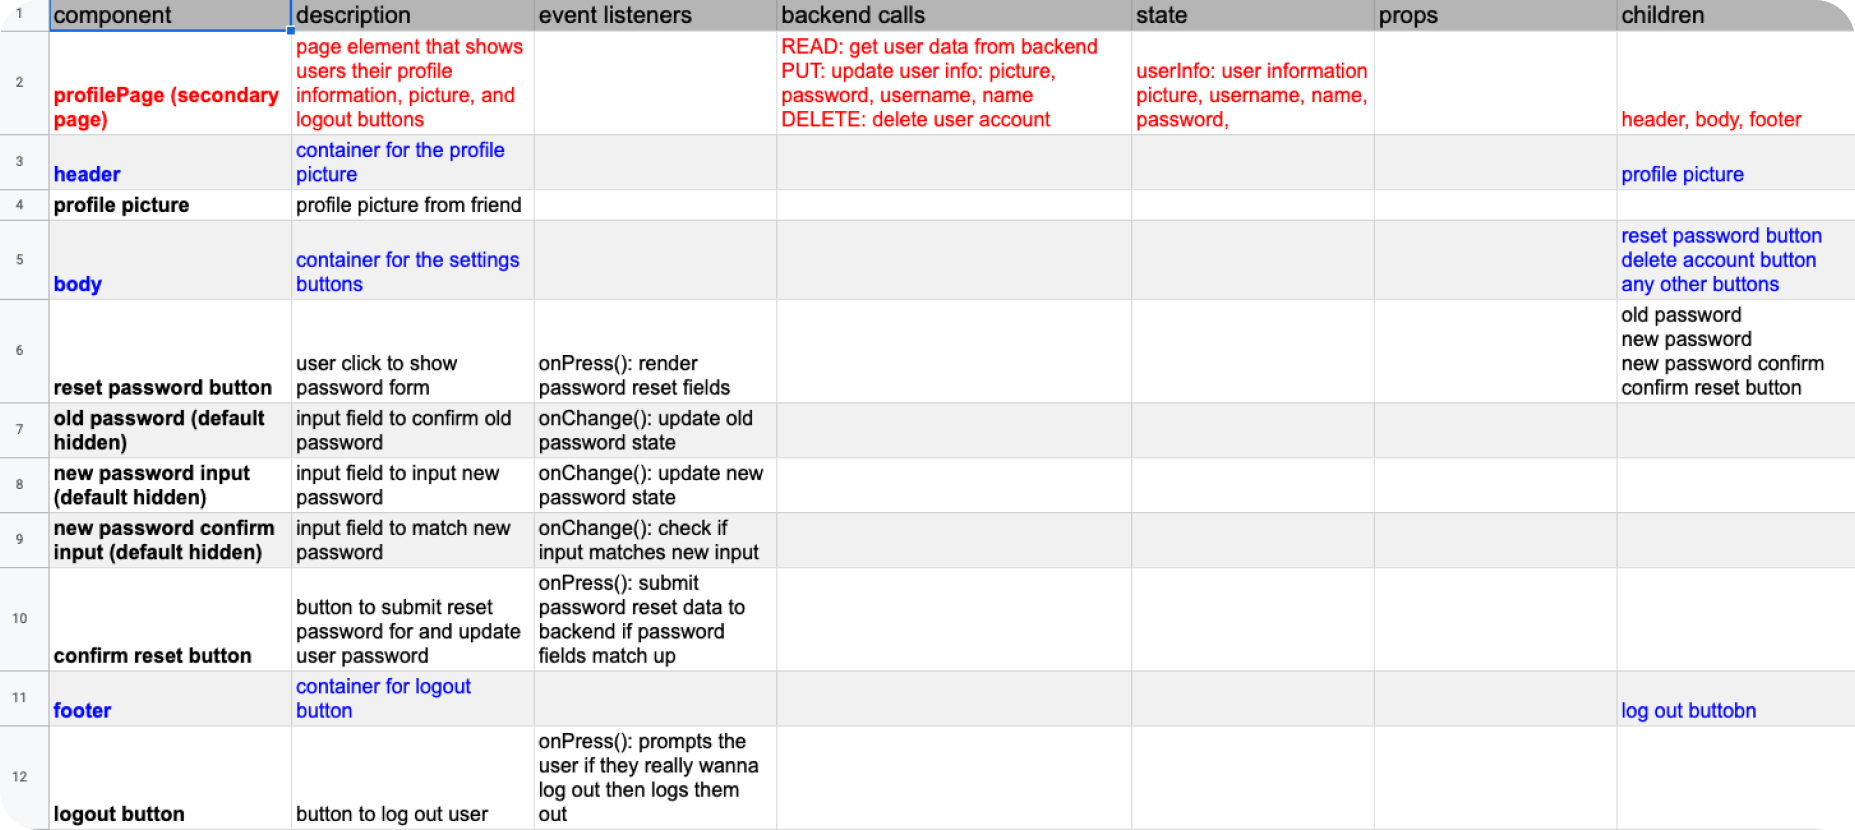 1 component description event listeners backend calls state props children
2
profilePage (secondary
page)
page element that shows
users their profile
information, picture, and
logout buttons
READ: get user data from backend
PUT: update user info: picture,
password, username, name
DELETE: delete user account
userInfo: user information
picture, username, name,
password,
header, body, footer
3
header
container for the profile
picture
profile picture
4
profile picture
profile picture from friend
5
body
container for the settings
buttons
reset password button
delete account button
any other buttons
6
reset password button
user click to show
password form
onPress(): render
password reset fields
old password
new password
new password confirm
confirm reset button
7
old password (default
hidden)
input field to confirm old
password
onChange(): update old
password state
8
new password input
(default hidden)
input field to input new
password
onChange(): update new
password state
9
new password confirm
input (default hidden)
input field to match new
password
onChange(): check if
input matches new input
10
confirm reset button
button to submit reset
password for and update
user password
onPress(): submit
password reset data to
backend if password
fields match up
11
footer
container for logout
button
log out buttobn
12
logout button
button to log out user
onPress(): prompts the
user if they really wanna
log out then logs them
out